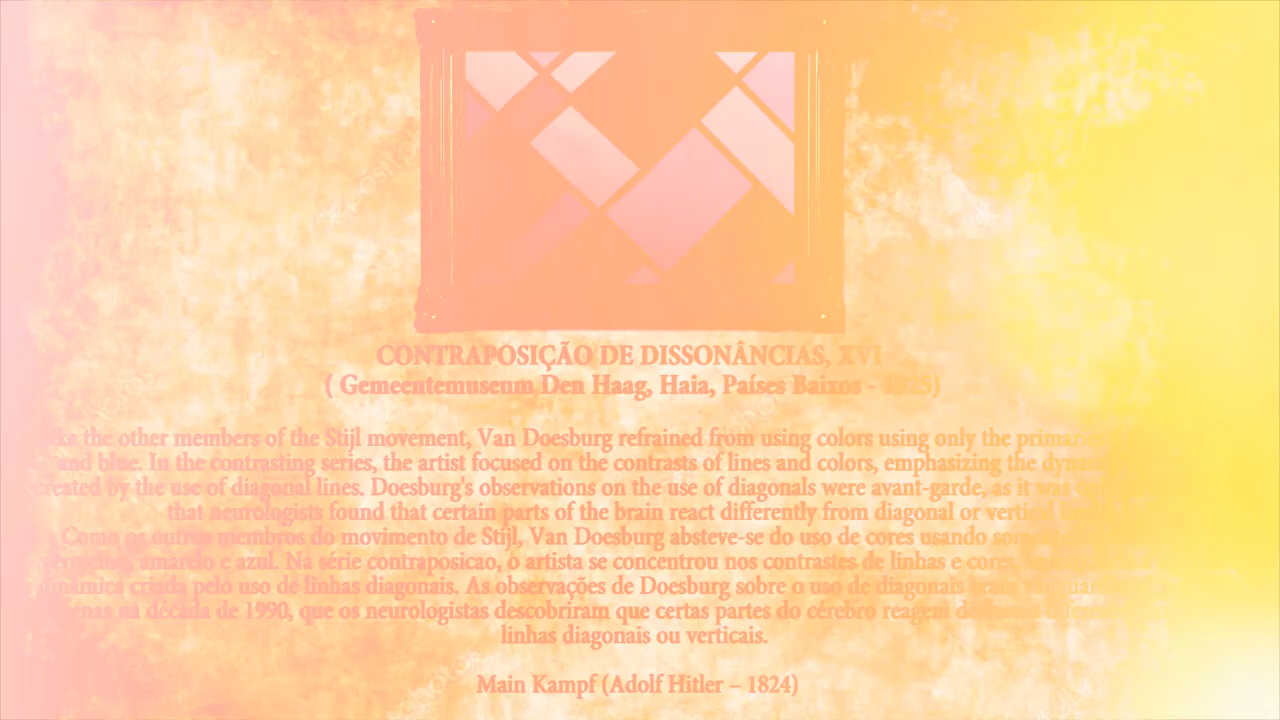 CONTRAPOSIÇÃO DE DISSONÂNCIAS, XVI
( Gemeentemuseum Den Haag, Haia, Países Baixos - 1925)
the other members of the Stijl movement, Van Doesburg refrained from using colors using only the
and blue. In the contrasting series, the artist focused on the contrasts of lines and colors, emphasizing the
created by the use of diagonal lines. Doesburg's observations on the use of diagonals were avant-garde, as it was
that neurologists found that certain parts of the brain react differently from diagonal or vertical
Como os outros membros do movimento de Stijl, Van Doesburg absteve-se do uso de cores usando
vermelho, amarelo e azul. Na série contraposicao, o artista se concentrou nos contrastes de linhas e cores,
dinâmica criada pelo uso de linhas diagonais. As observações de Doesburg sobre o uso de diagonais
na década de 1990, que os neurologistas descobriram que certas partes do cérebro reagem
linhas diagonais ou verticais.
Main Kampf (Adolf Hitler – 1824)